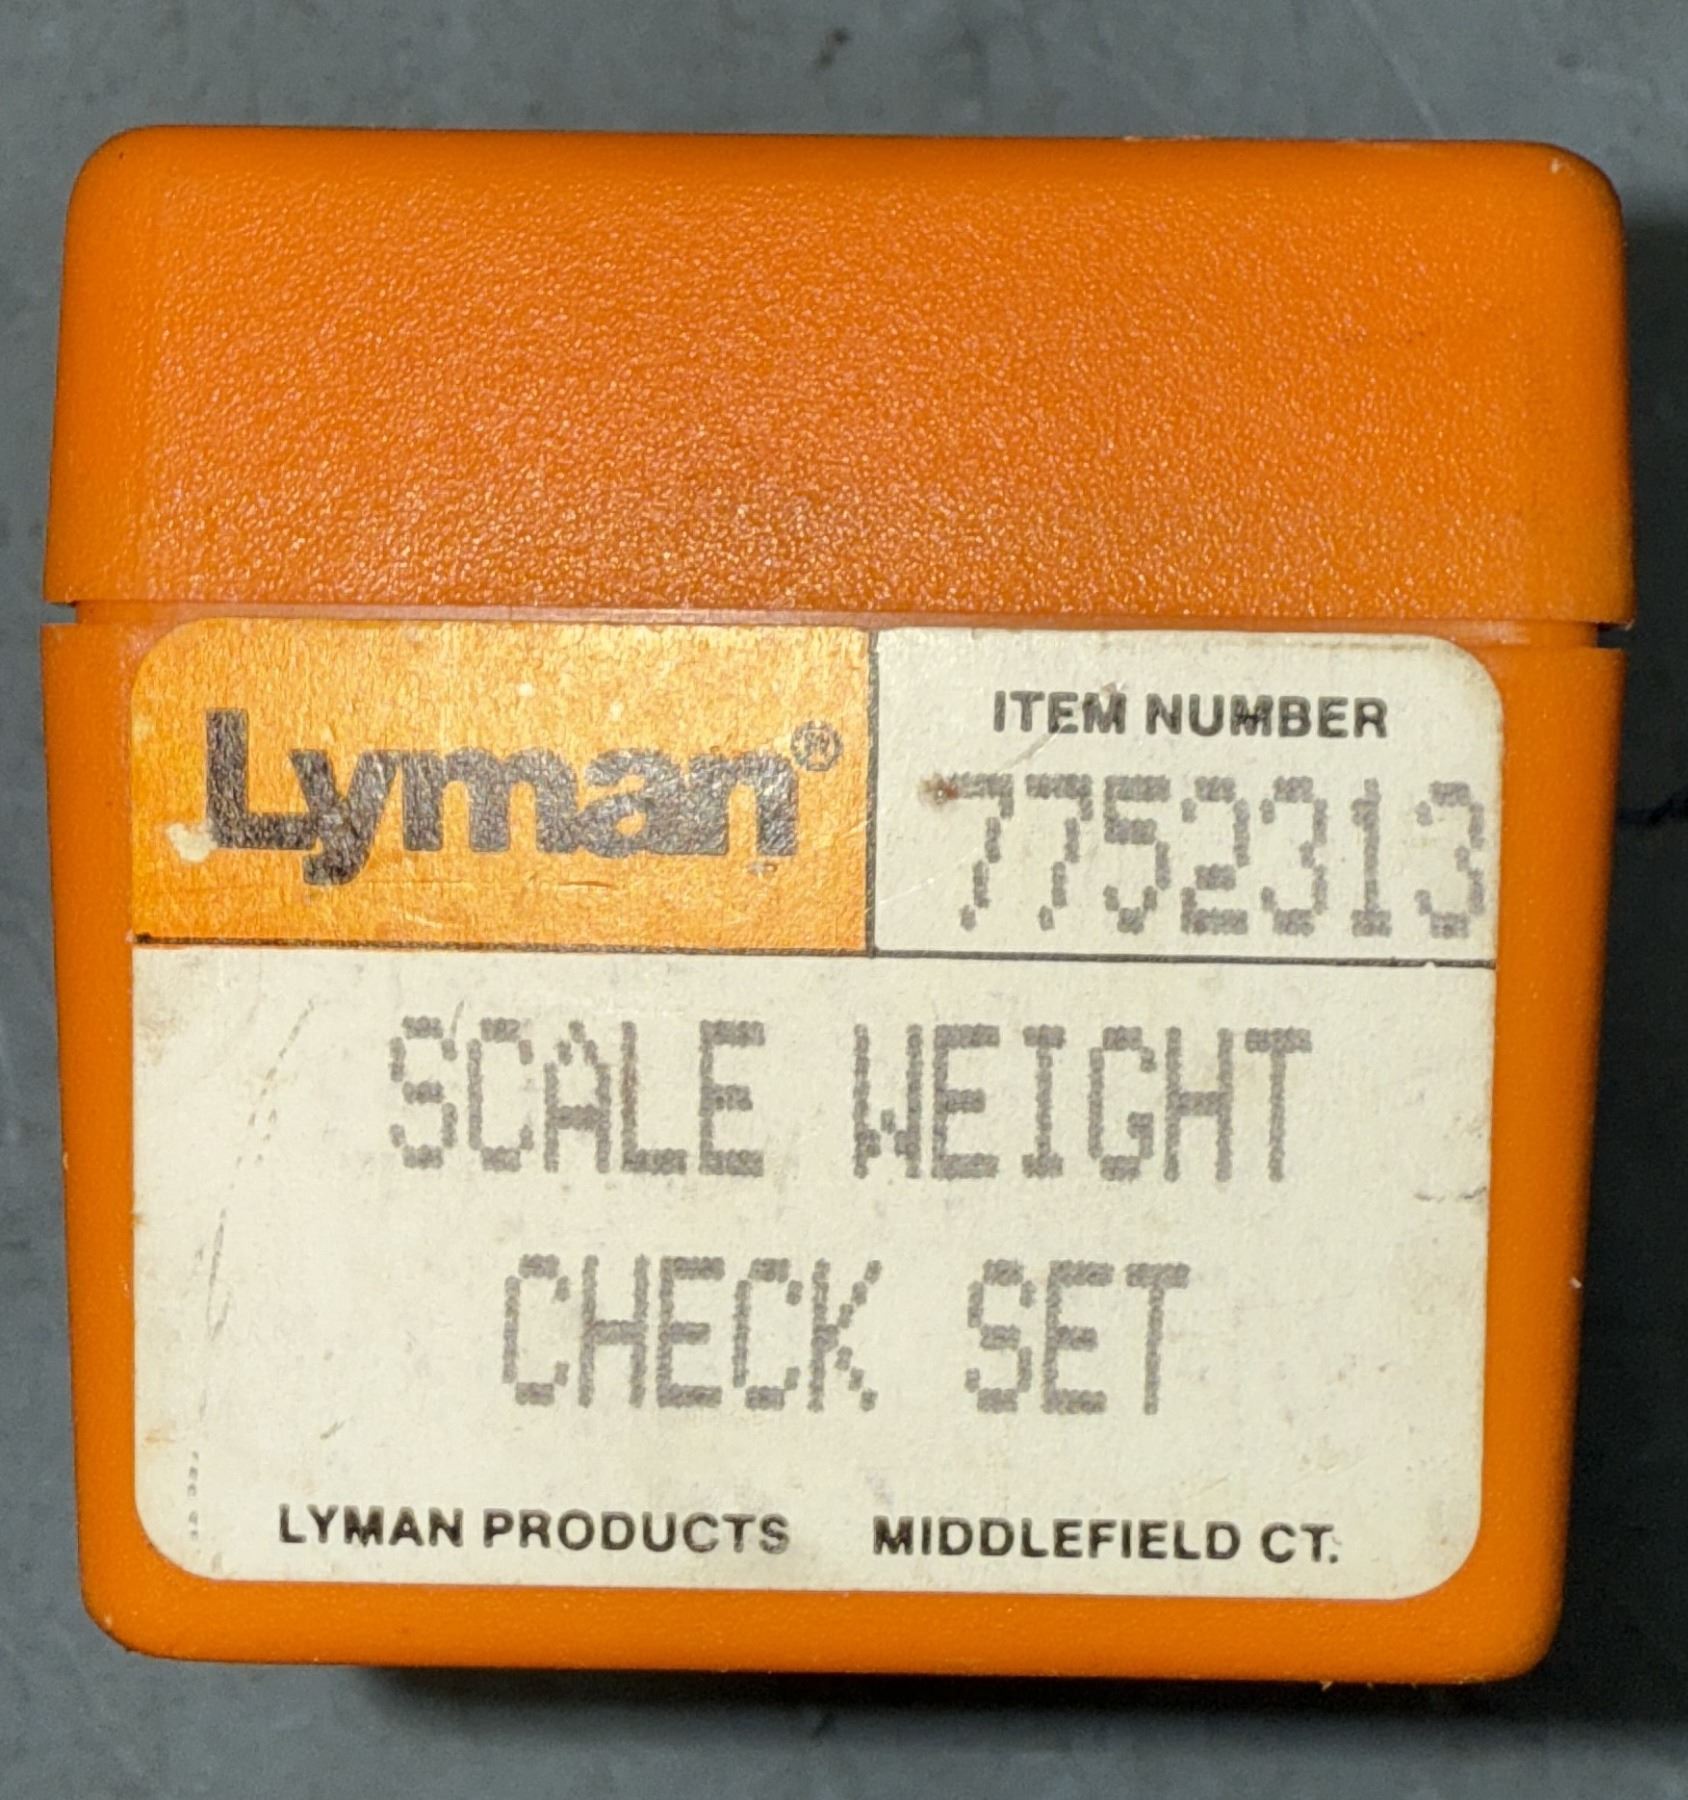 Lyman®
ITEM NUMBER
7752313
SCALE WEIGHT
CHECK SET
LYMAN PRODUCTS MIDDLEFIELD CT.